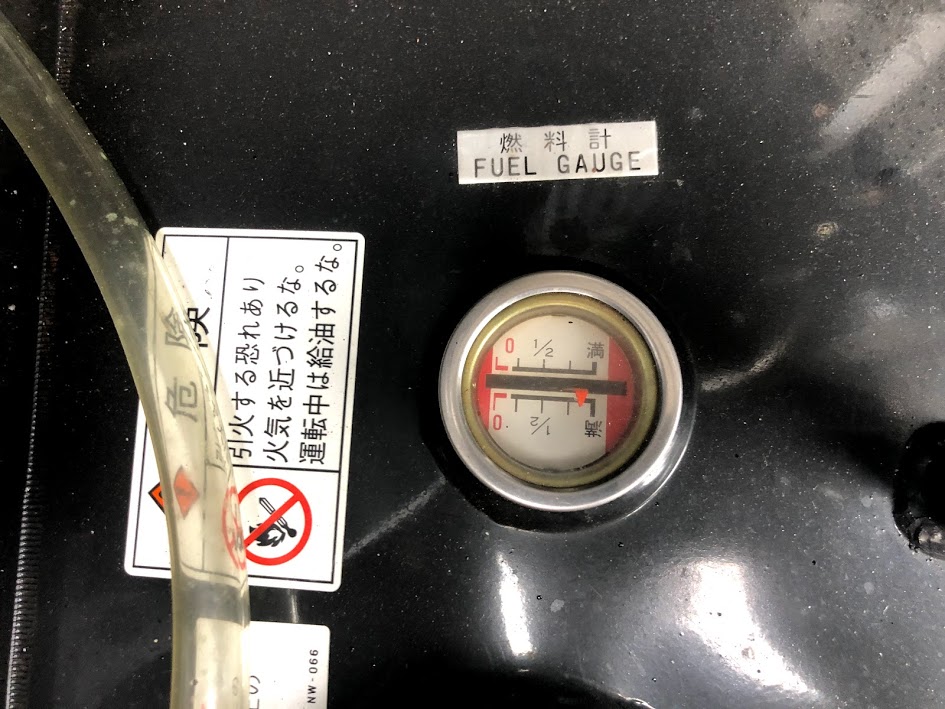 燃料計
FUEL GAUGE
危険
引火する恐れあり
火気を近づけるな。
運転中は給油するな。
0 1/2 満
0 1/2 満
NW-066